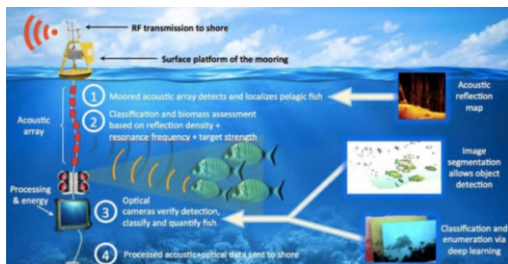 RF transmission to shore
Surface platform of the mooring
1 Moored acoustic array detects and localizes pelagic fish
Acoustic
reflection
map
Acoustic
array
2 Classification and biomass assessment
based on reflection density +
resonance frequency + target strength
Image
segmentation
allows object
detection
Processing
& energy
3 Optical
cameras verify detection,
classify and quantify fish
Classification
and
enumeration via
deep learning
4 Processed acoustic+optical data sent to shore